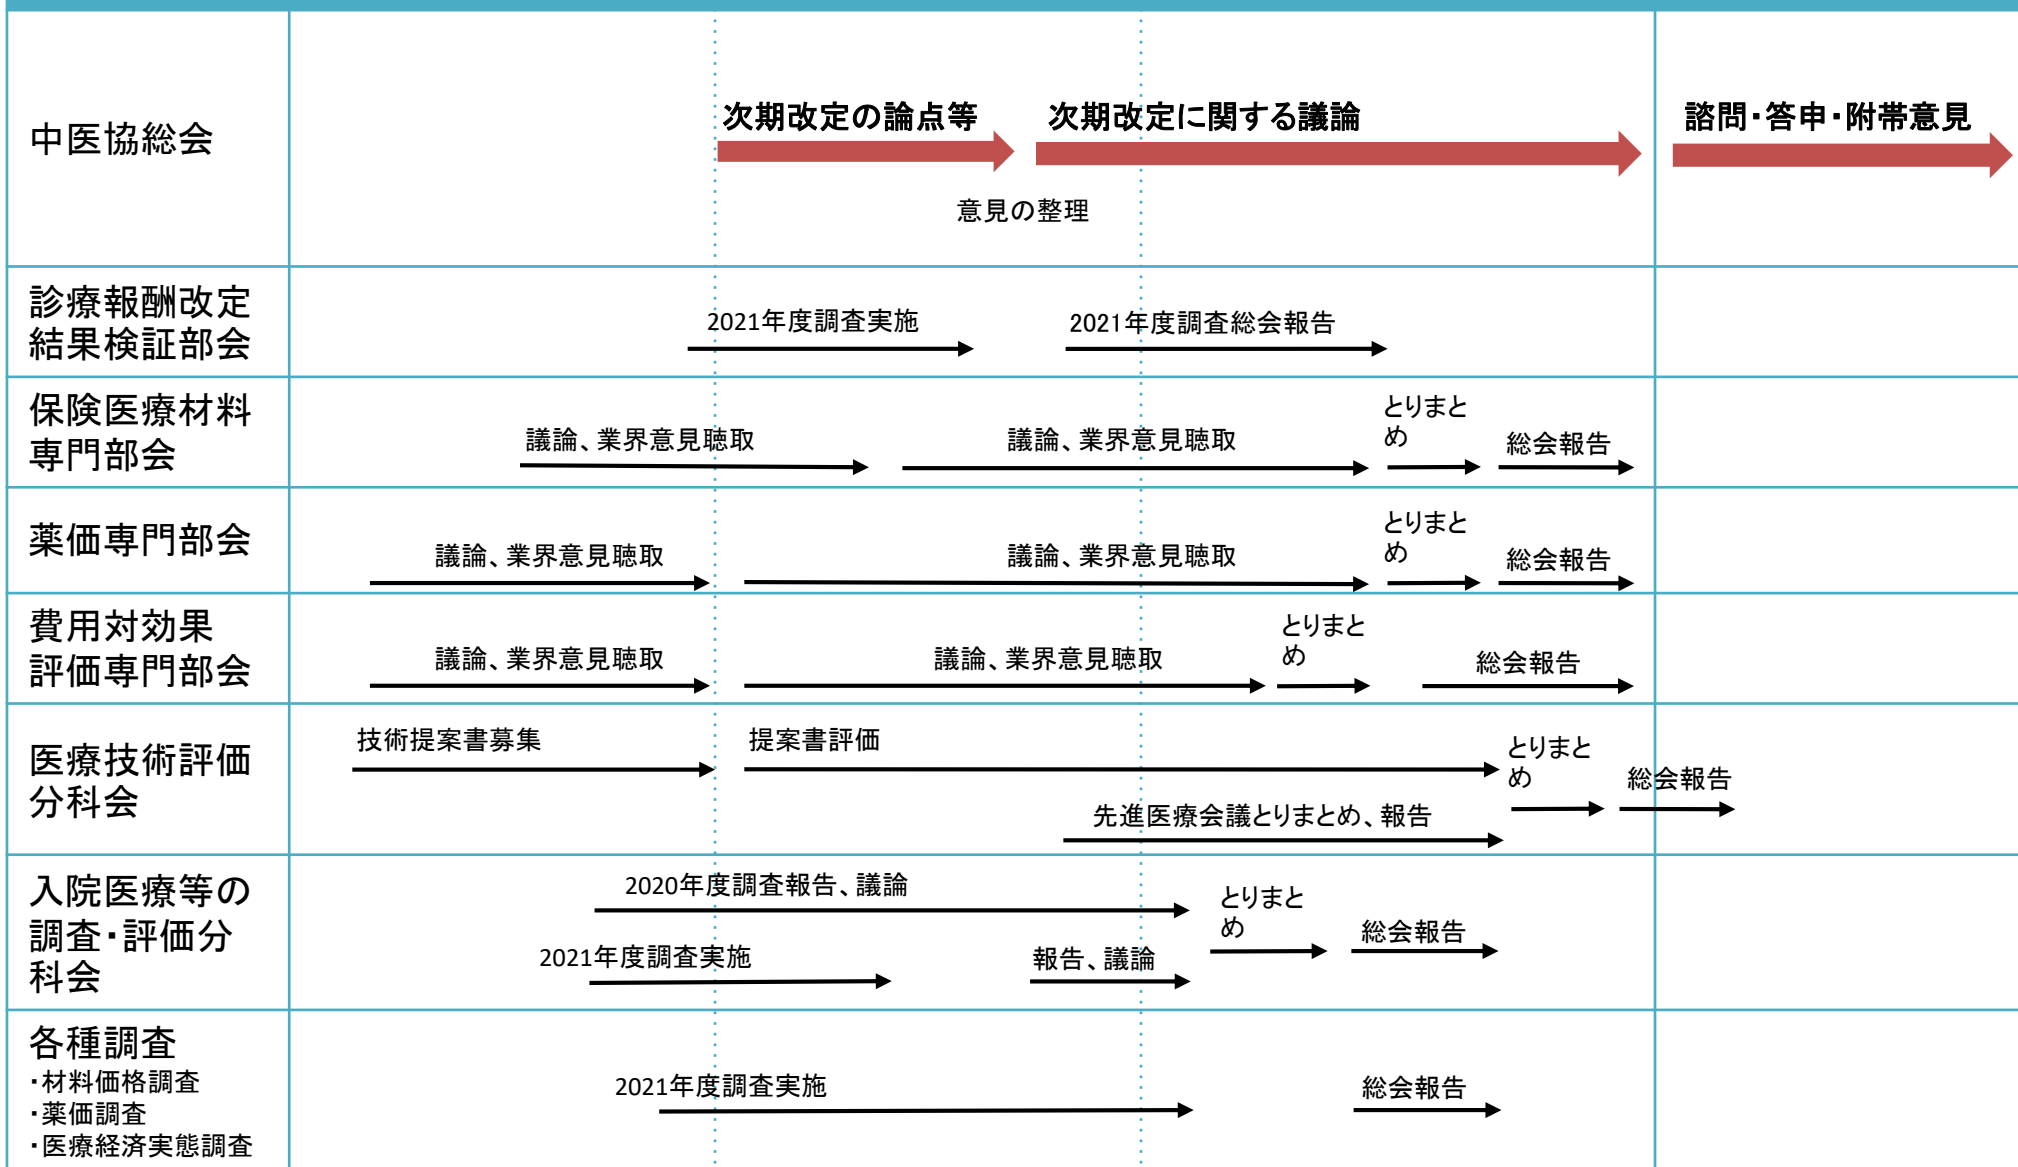 中医協総会
次期改定の論点等
次期改定に関する議論
諮問・答申・附帯意見
意見の整理
診療報酬改定
結果検証部会
2021年度調査実施
2021年度調査総会報告
保険医療材料
専門部会
議論、業界意見聴取
議論、業界意見聴取
とりまと
め
総会報告
薬価専門部会
議論、業界意見聴取
議論、業界意見聴取
とりまと
め
総会報告
費用対効果
評価専門部会
議論、業界意見聴取
議論、業界意見聴取
とりまと
め
総会報告
医療技術評価
分科会
技術提案書募集
提案書評価
先進医療会議とりまとめ、報告
とりまと
め
総会報告
入院医療等の
調査・評価分
科会
2020年度調査報告、議論
2021年度調査実施
報告、議論
とりまと
め
総会報告
各種調査
・材料価格調査
・薬価調査
・医療経済実態調査
2021年度調査実施
総会報告